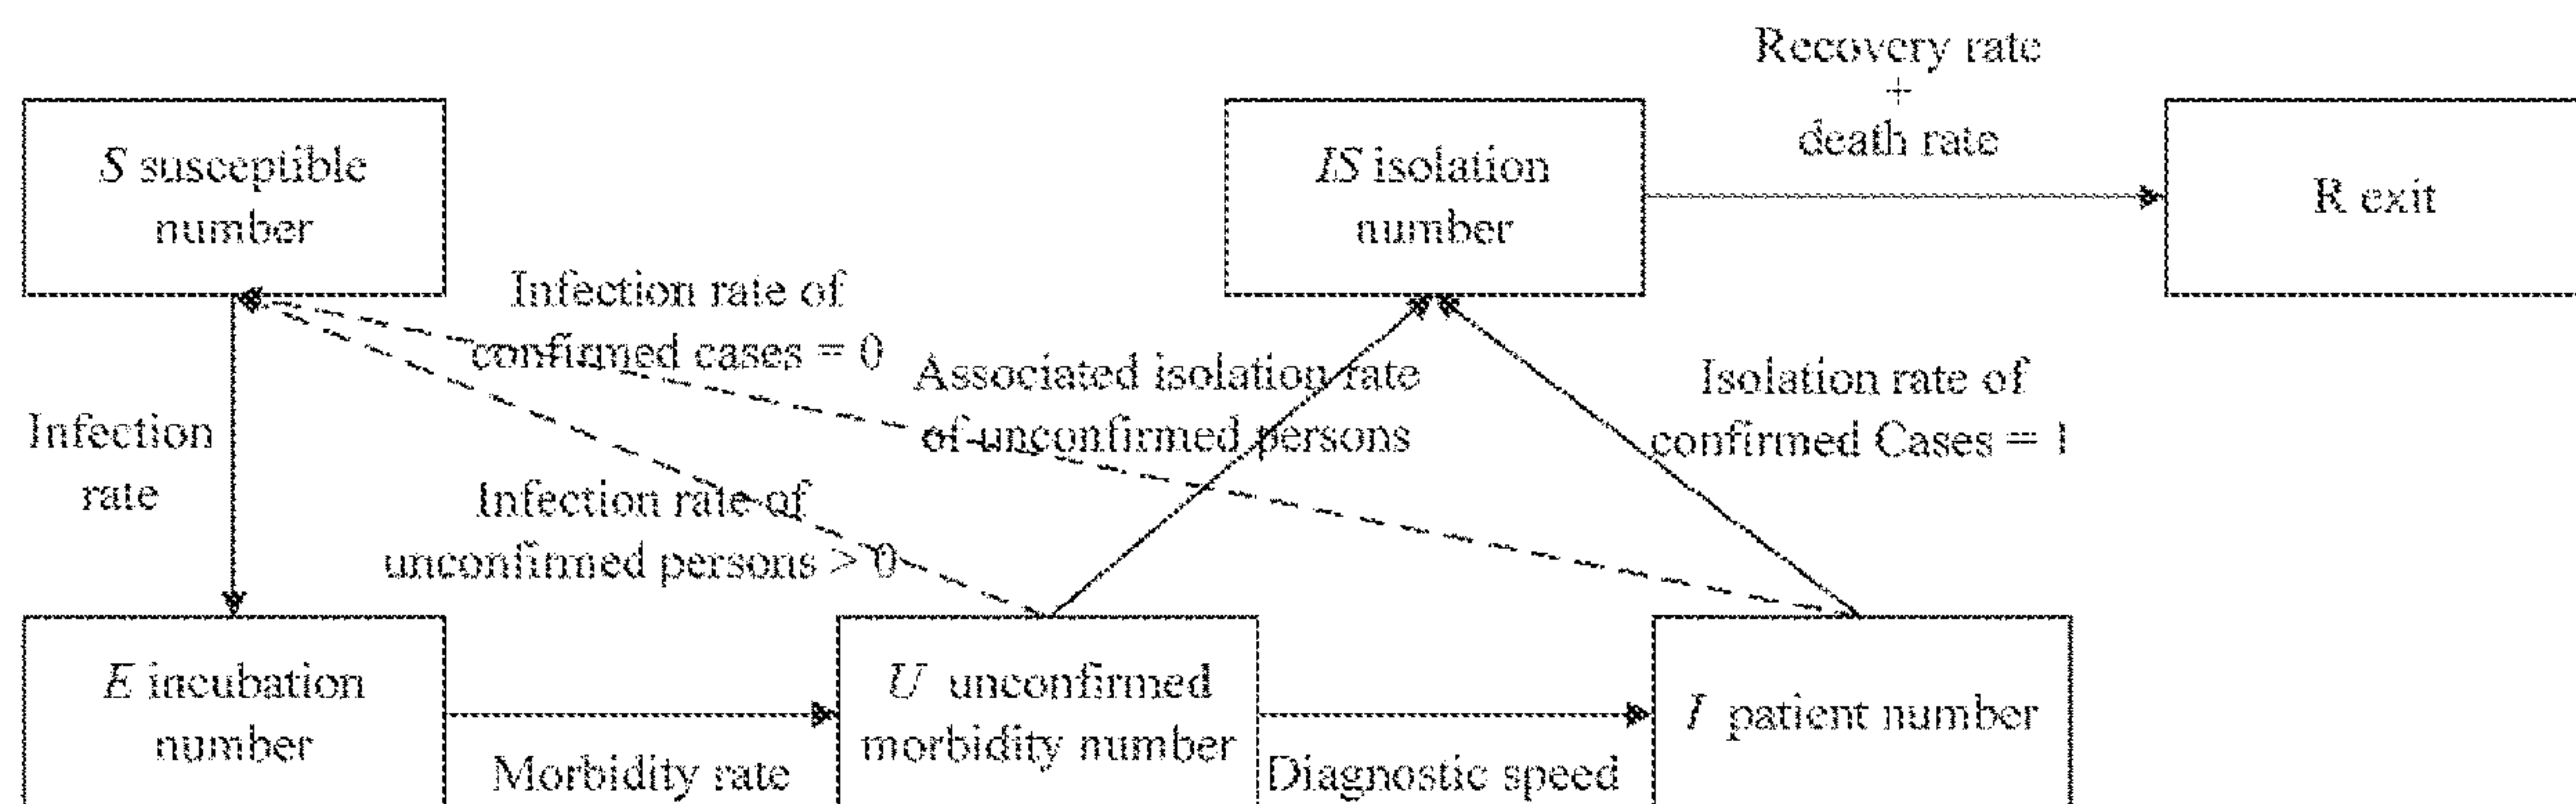 Recovery rate
+
death rate
S susceptible
number
IS isolation
number
R exit
Infection rate of
confirmed cases = 0
Associated isolation rate
of unconfirmed persons
Isolation rate of
confirmed Cases = 1
Infection
rate
Infection rate of
unconfirmed persons > 0
E incubation
number
Morbidity rate
U unconfirmed
morbidity number
Diagnostic speed
I patient number